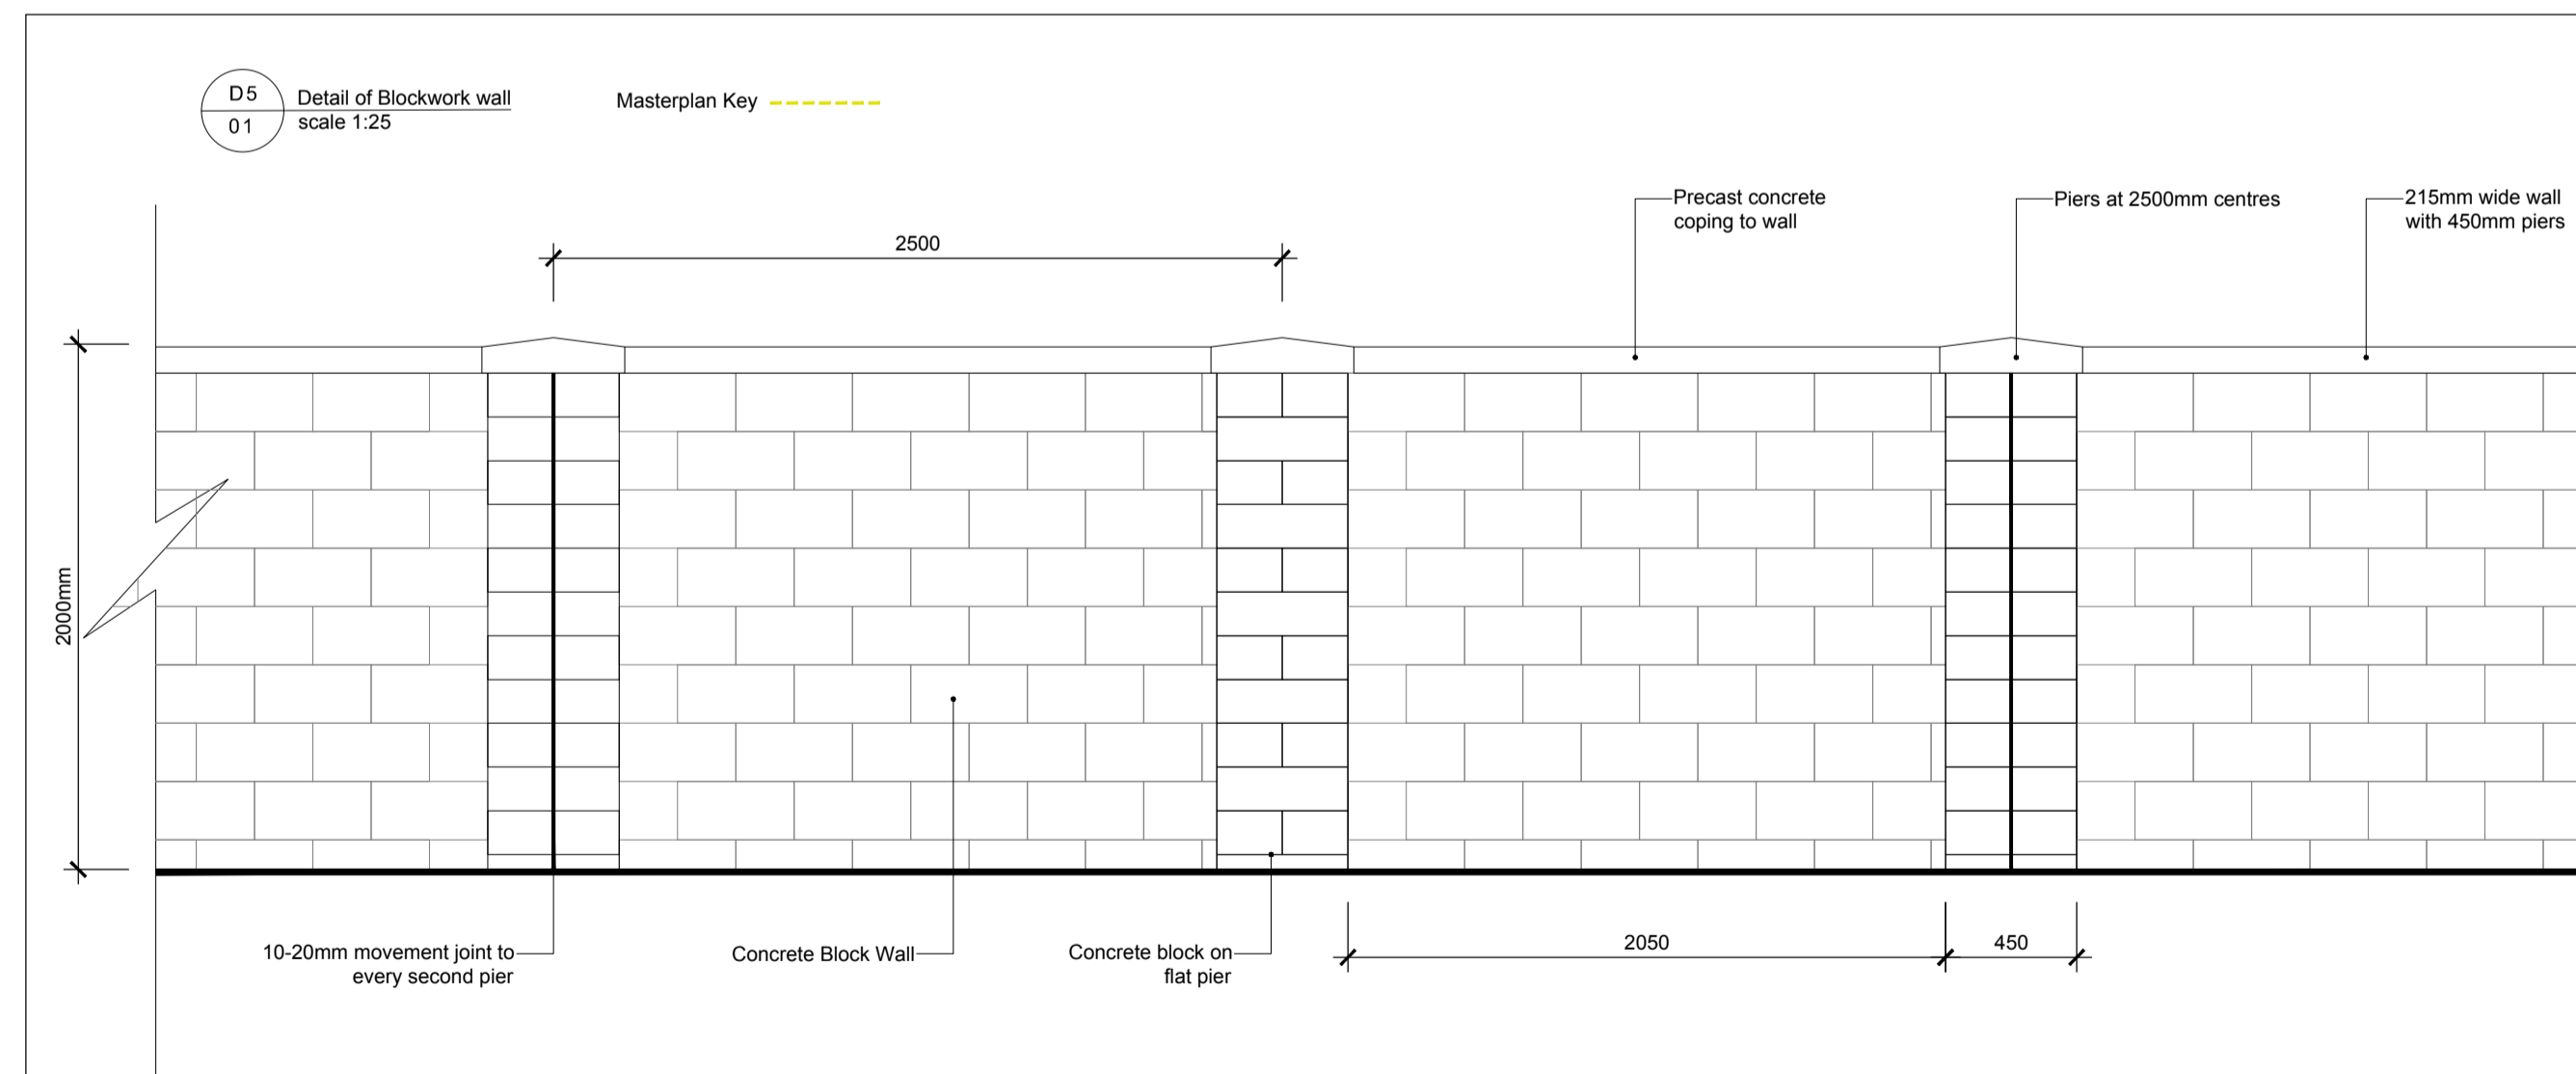 D5
01
Detail of Blockwork wall
scale 1:25
Masterplan Key
Precast concrete
coping to wall
Piers at 2500mm centres
215mm wide wall
with 450mm piers
2500
2000mm
10-20mm movement joint to
every second pier
Concrete Block Wall
Concrete block on
flat pier
2050
450